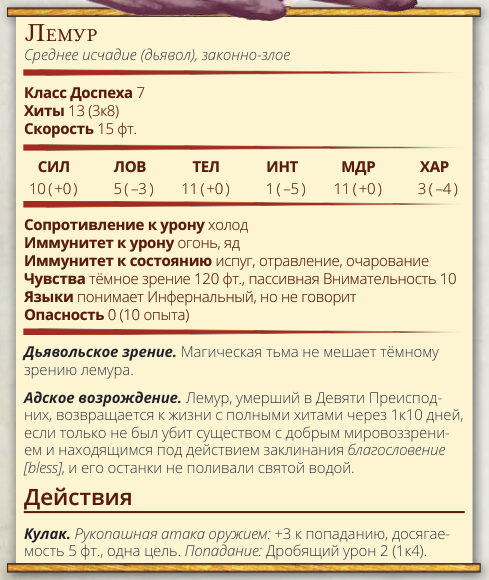 Лемур
Среднее исчадие (дьявол), законно-злое
Класс Доспеха 7
Хиты 13 (3к8)
Скорость 15 фт.
СИЛ ЛОВ ТЕЛ ИНТ МДР ХАР
10 (+0) 5 (–3) 11 (+0) 1 (–5) 11 (+0) 3 (–4)
Сопротивление к урону холод
Иммунитет к урону огонь, яд
Иммунитет к состоянию испуг, отравление, очарование
Чувства тёмное зрение 120 фт., пассивная Внимательность 10
Языки понимает Инфернальный, но не говорит
Опасность 0 (10 опыта)
Дьявольское зрение. Магическая тьма не мешает тёмному
зрению лемура.
Адское возрождение. Лемур, умерший в Девяти Преиспод-
них, возвращается к жизни с полными хитами через 1к10 дней,
если только не был убит существом с добрым мировоззрени-
ем и находящимся под действием заклинания благословение
[bless], и его останки не поливали святой водой.
Действия
Кулак. Рукопашная атака оружием: +3 к попаданию, досягае-
мость 5 фт., одна цель. Попадание: Дробящий урон 2 (1к4).